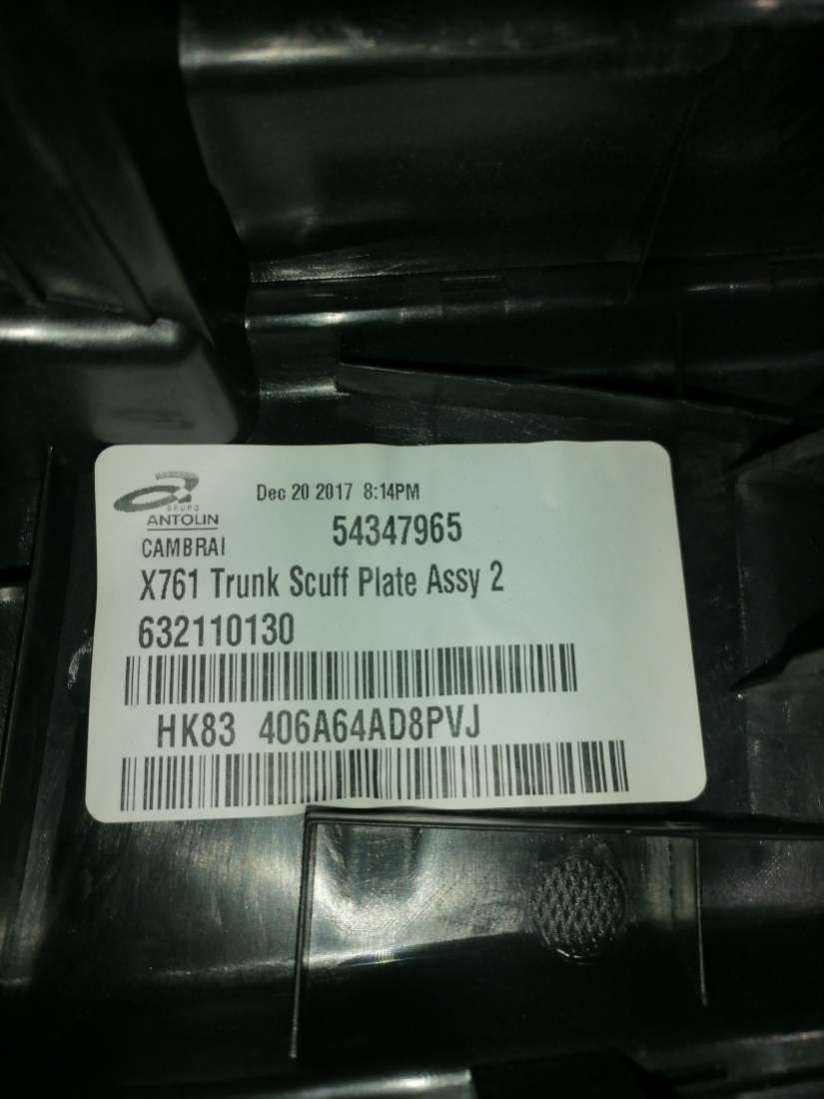 Dec 20 2017 8:14PM
GRUPO
ANTOLIN
54347965
CAMBRAI
X761 Trunk Scuff Plate Assy 2
632110130
HK83 406A64AD8PVJ